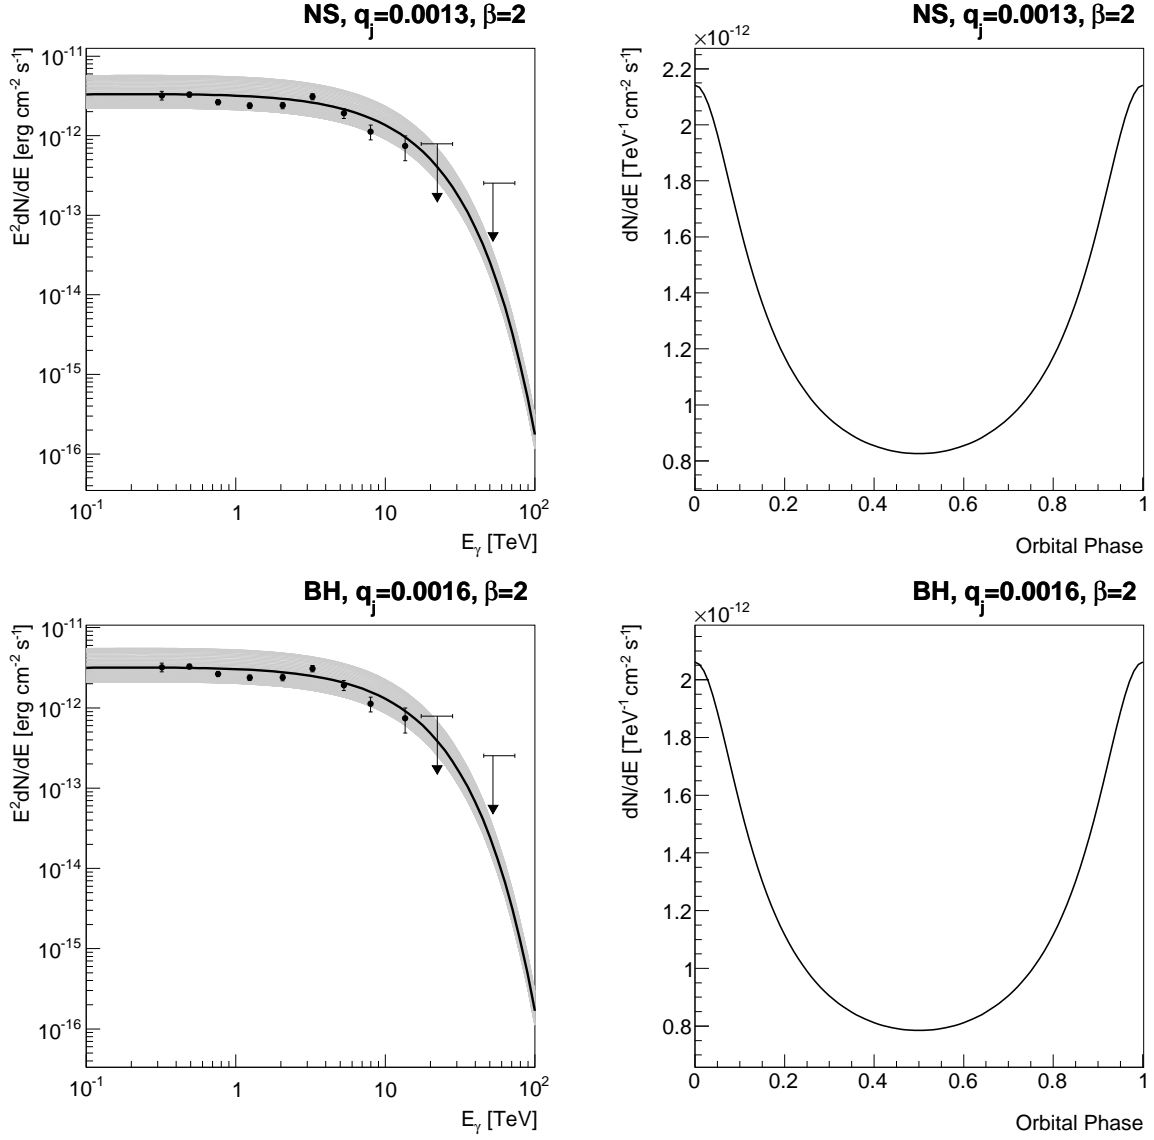 NS, q_j=0.0013, β=2
E²dN/dE [erg cm⁻² s⁻¹]
10⁻¹¹
10⁻¹²
10⁻¹³
10⁻¹⁴
10⁻¹⁵
10⁻¹⁶
10⁻¹ 1 10 10²
E_γ [TeV]
NS, q_j=0.0013, β=2
×10⁻¹²
dN/dE [TeV⁻¹ cm⁻² s⁻¹]
2.2
2
1.8
1.6
1.4
1.2
1
0.8
0 0.2 0.4 0.6 0.8 1
Orbital Phase
BH, q_j=0.0016, β=2
E²dN/dE [erg cm⁻² s⁻¹]
10⁻¹¹
10⁻¹²
10⁻¹³
10⁻¹⁴
10⁻¹⁵
10⁻¹⁶
10⁻¹ 1 10 10²
E_γ [TeV]
BH, q_j=0.0016, β=2
×10⁻¹²
dN/dE [TeV⁻¹ cm⁻² s⁻¹]
2
1.8
1.6
1.4
1.2
1
0.8
0 0.2 0.4 0.6 0.8 1
Orbital Phase